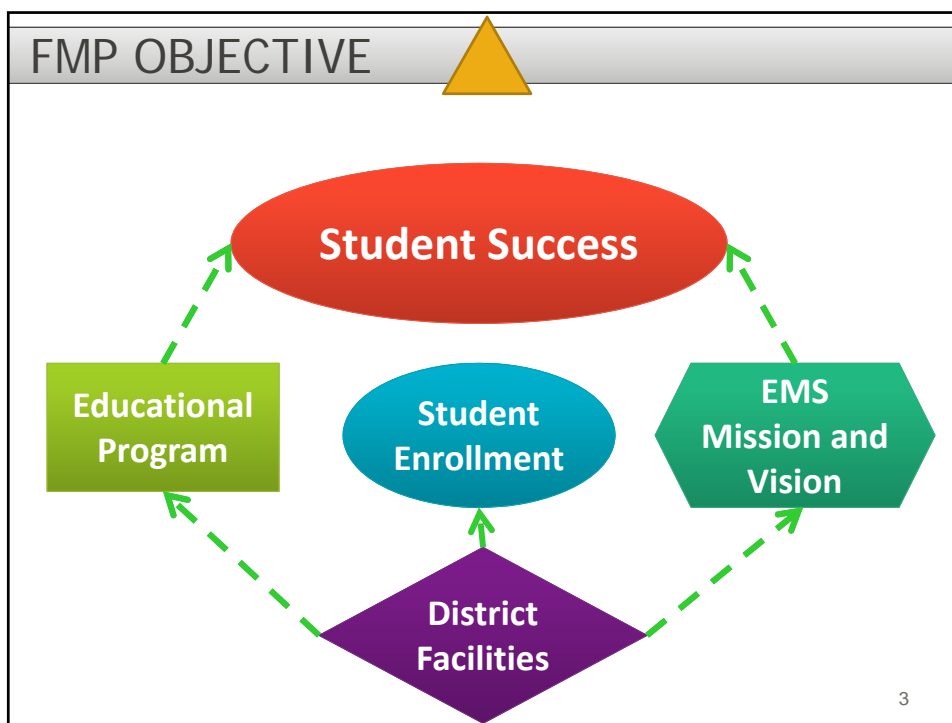 FMP OBJECTIVE
Student Success
Educational
Program
Student
Enrollment
EMS
Mission and
Vision
District
Facilities
3